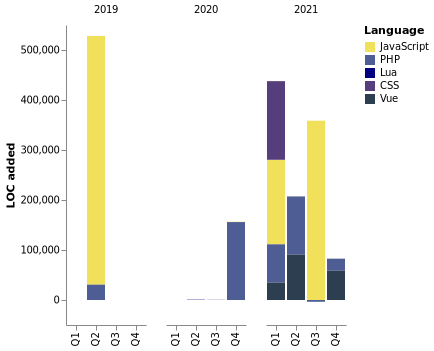 2019 2020 2021
Language
JavaScript
PHP
Lua
CSS
Vue
LOC added
500,000
400,000
300,000
200,000
100,000
0
Q1 Q2 Q3 Q4 Q1 Q2 Q3 Q4 Q1 Q2 Q3 Q4